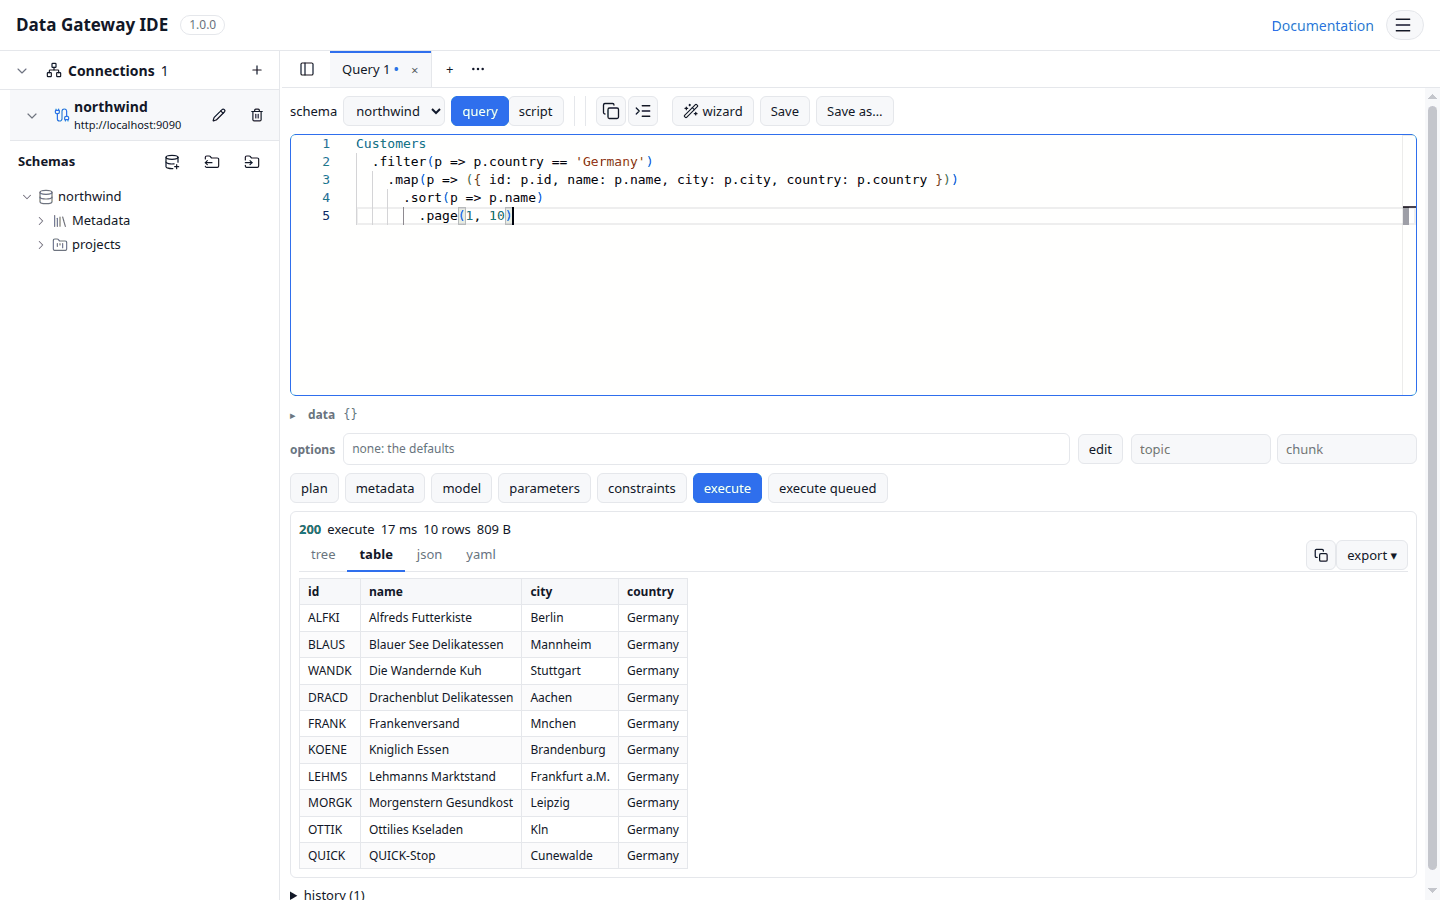 Data Gateway IDE 1.0.0 Documentation
Connections 1
Query 1 • × + ...
northwind
http://localhost:9090
schema northwind query script wizard Save Save as...
Schemas
northwind
Metadata
projects
1 Customers
2 .filter(p => p.country == 'Germany')
3 .map(p => ({ id: p.id, name: p.name, city: p.city, country: p.country }))
4 .sort(p => p.name)
5 .page(1, 10)
data {}
options none: the defaults edit topic chunk
plan metadata model parameters constraints execute execute queued
200 execute 17 ms 10 rows 809 B
tree table json yaml export ▾
id name city country
ALFKI Alfreds Futterkiste Berlin Germany
BLAUS Blauer See Delikatessen Mannheim Germany
WANDK Die Wandernde Kuh Stuttgart Germany
DRACD Drachenblut Delikatessen Aachen Germany
FRANK Frankenversand Mnchen Germany
KOENE Kniglich Essen Brandenburg Germany
LEHMS Lehmanns Marktstand Frankfurt a.M. Germany
MORGK Morgenstern Gesundkost Leipzig Germany
OTTIK Ottilies Kseladen Kln Germany
QUICK QUICK-Stop Cunewalde Germany
history (1)